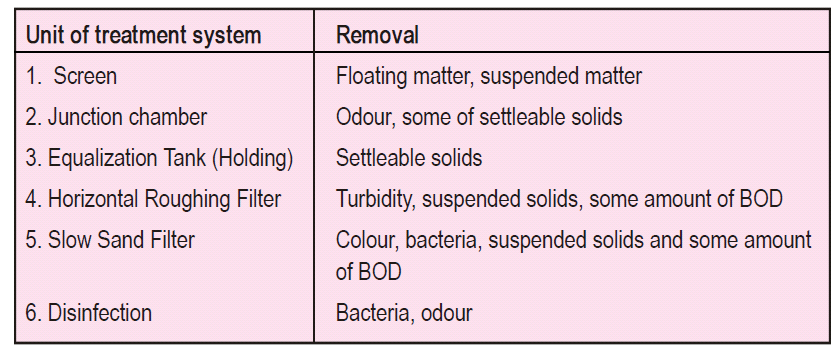 Unit of treatment system Removal
1. Screen Floating matter, suspended matter
2. Junction chamber Odour, some of settleable solids
3. Equalization Tank (Holding) Settleable solids
4. Horizontal Roughing Filter Turbidity, suspended solids, some amount of BOD
5. Slow Sand Filter Colour, bacteria, suspended solids and some amount
of BOD
6. Disinfection Bacteria, odour